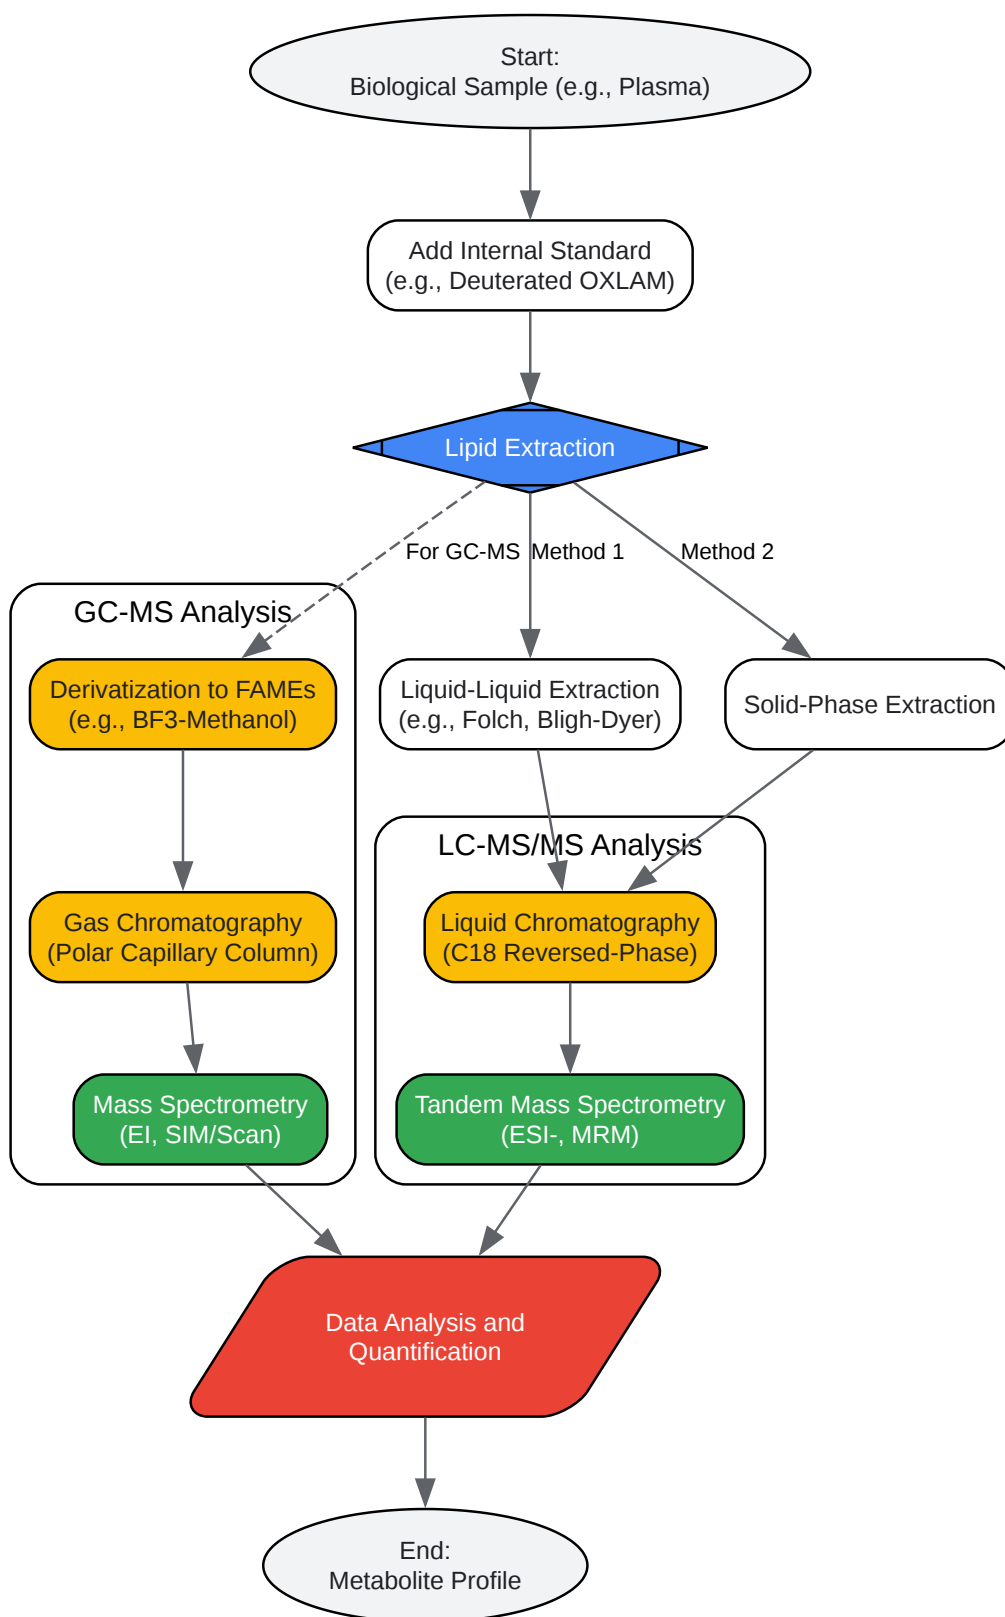 Start:
Biological Sample (e.g., Plasma)
Add Internal Standard
(e.g., Deuterated OXLAM)
Lipid Extraction
For GC-MS
Method 1
Method 2
GC-MS Analysis
Derivatization to FAMEs
(e.g., BF3-Methanol)
Liquid-Liquid Extraction
(e.g., Folch, Bligh-Dyer)
Solid-Phase Extraction
LC-MS/MS Analysis
Gas Chromatography
(Polar Capillary Column)
Liquid Chromatography
(C18 Reversed-Phase)
Mass Spectrometry
(EI, SIM/Scan)
Tandem Mass Spectrometry
(ESI-, MRM)
Data Analysis and
Quantification
End:
Metabolite Profile